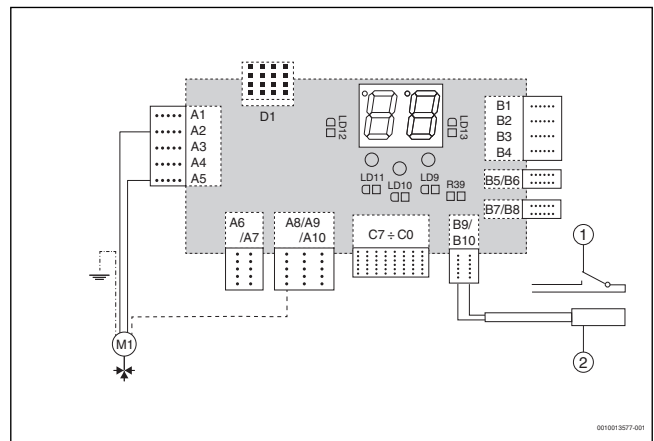 D1
LD12
88
LD13
A1
A2
A3
A4
A5
B1
B2
B3
B4
LD11
LD10
LD9
R39
B5/B6
B7/B8
A6
/A7
A8/A9
/A10
C7 ÷ C0
B9/
B10
1
M1
2
0010013577-001